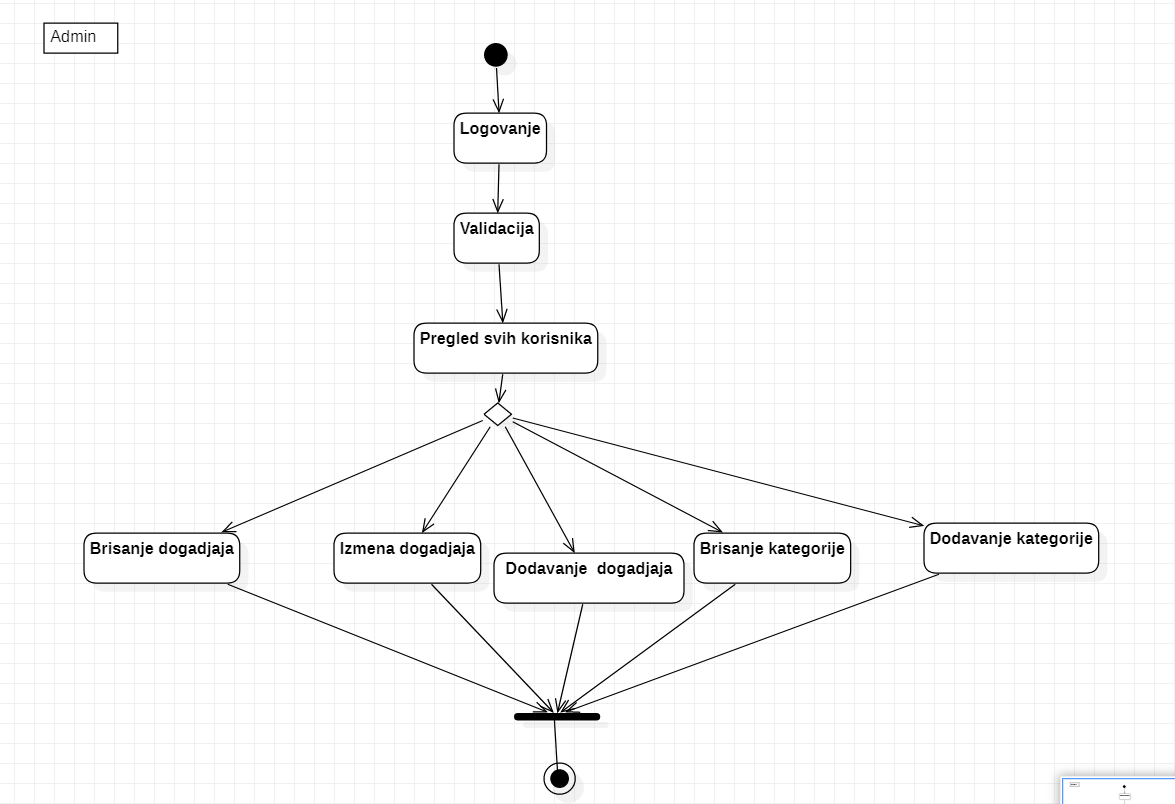 Admin
Logovanje
Validacija
Pregled svih korisnika
Brisanje dogadjaja
Izmena dogadjaja
Dodavanje  dogadjaja
Brisanje kategorije
Dodavanje kategorije